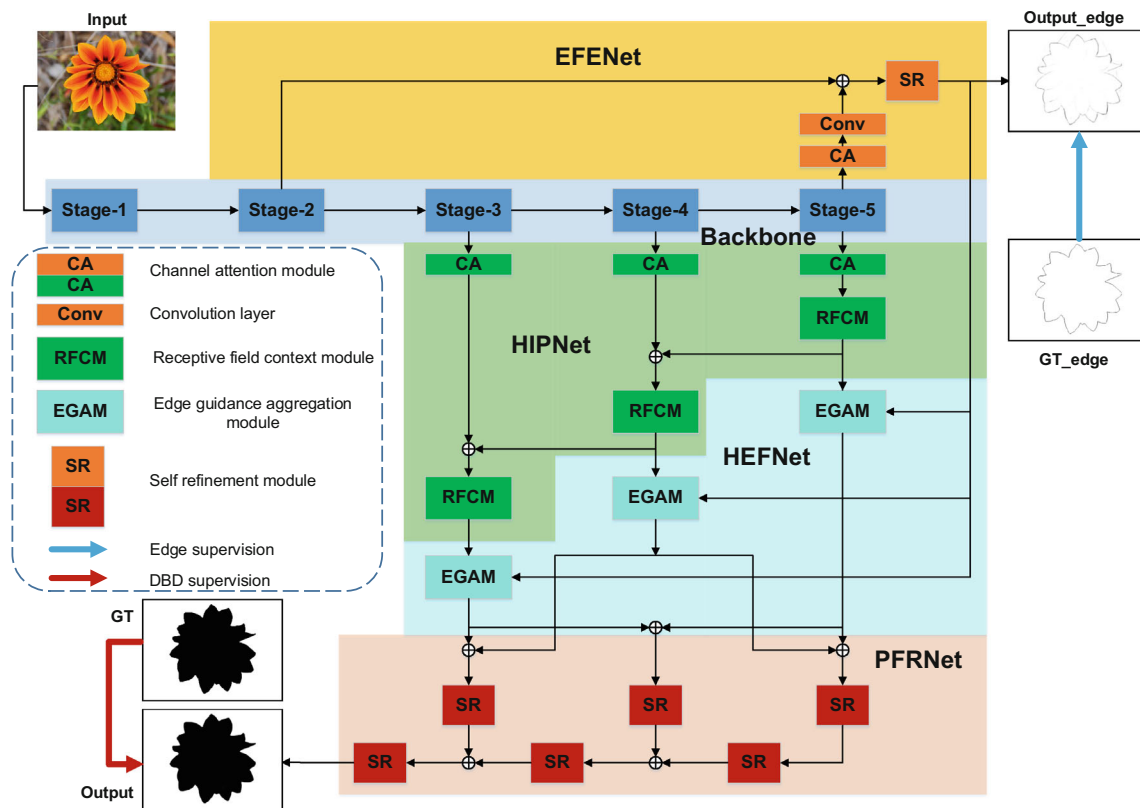 Input
Output_edge
EFENet
SR
Conv
CA
Stage-1
Stage-2
Stage-3
Stage-4
Stage-5
Backbone
CA
CA
CA
CA
CA
Channel attention module
Conv
Convolution layer
RFCM
Receptive field context module
EGAM
Edge guidance aggregation
module
SR
SR
Self refinement module
Edge supervision
DBD supervision
HIPNet
RFCM
GT_edge
RFCM
EGAM
HEFNet
RFCM
EGAM
EGAM
GT
PFRNet
SR
SR
SR
SR
SR
SR
Output